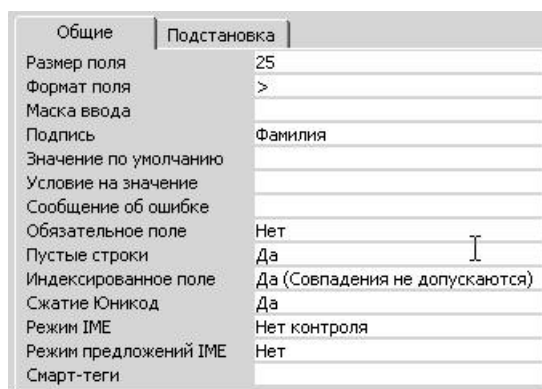 Общие Подстановка
Размер поля 25
Формат поля >
Маска ввода
Подпись Фамилия
Значение по умолчанию
Условие на значение
Сообщение об ошибке
Обязательное поле Нет
Пустые строки Да
Индексированное поле Да (Совпадения не допускаются)
Сжатие Юникод Да
Режим IME Нет контроля
Режим предложений IME Нет
Смарт-теги